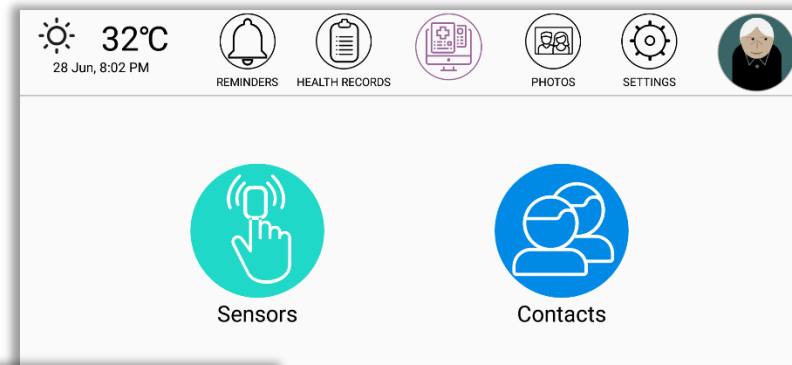 32°C
28 Jun, 8:02 PM
REMINDERS
HEALTH RECORDS
PHOTOS
SETTINGS
Sensors
Contacts